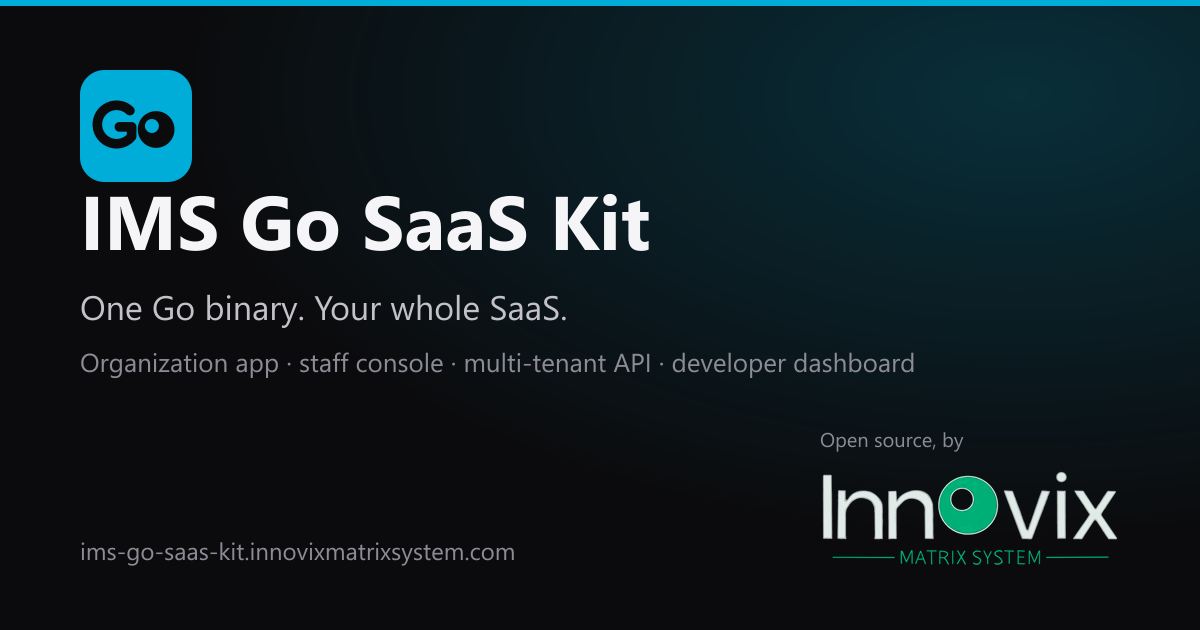 Go
IMS Go SaaS Kit
One Go binary. Your whole SaaS.
Organization app · staff console · multi-tenant API · developer dashboard
Open source, by
Innovix
MATRIX SYSTEM
ims-go-saas-kit.innovixmatrixsystem.com